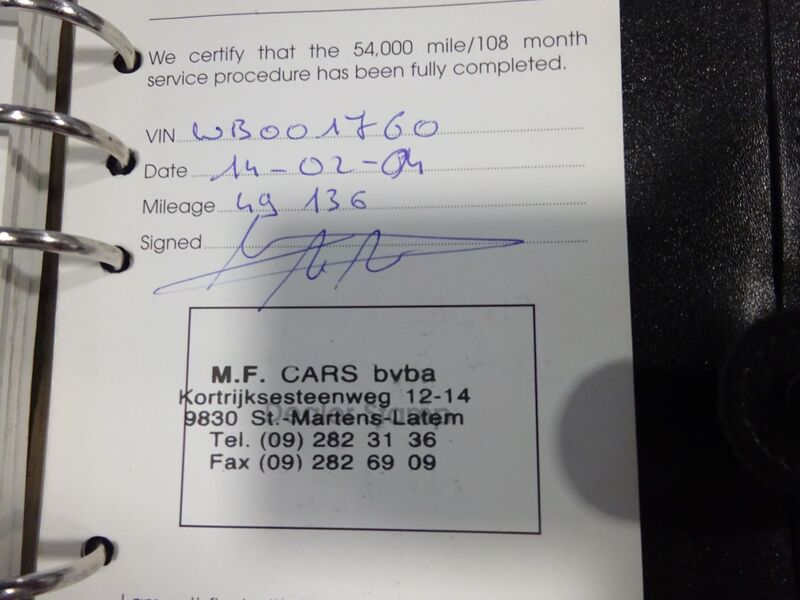 We certify that the 54,000 mile/108 month
service procedure has been fully completed.
VIN WB001760
Date 14-02-04
Mileage 49 136
Signed
M.F. CARS bvba
Kortrijksesteenweg 12-14
Dealer Stamp
9830 St.-Martens-Latem
Tel. (09) 282 31 36
Fax (09) 282 69 09